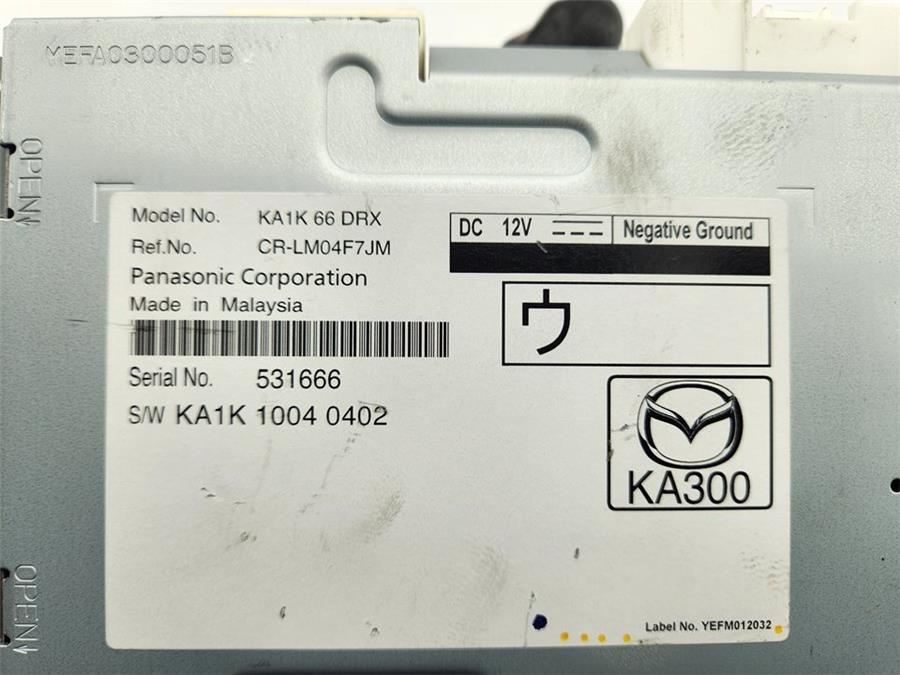 YEFA0300051B
OPEN
Model No. KA1K 66 DRX
Ref.No. CR-LM04F7JM
Panasonic Corporation
Made in Malaysia
Serial No. 531666
S/W KA1K 1004 0402
DC 12V Negative Ground
ウ
KA300
OPEN
Label No. YEFM012032